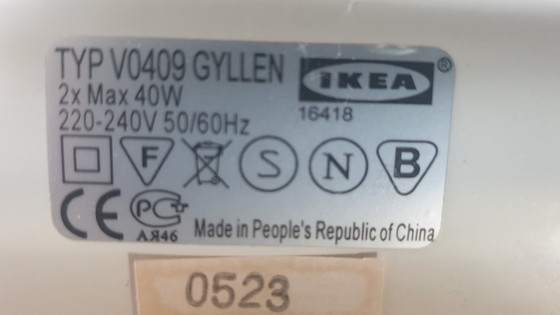 TYP V0409 GYLLEN
IKEA®
2x Max 40W
16418
220-240V 50/60Hz
F S N B
CE PC
АЯ46
Made in People's Republic of China
0523